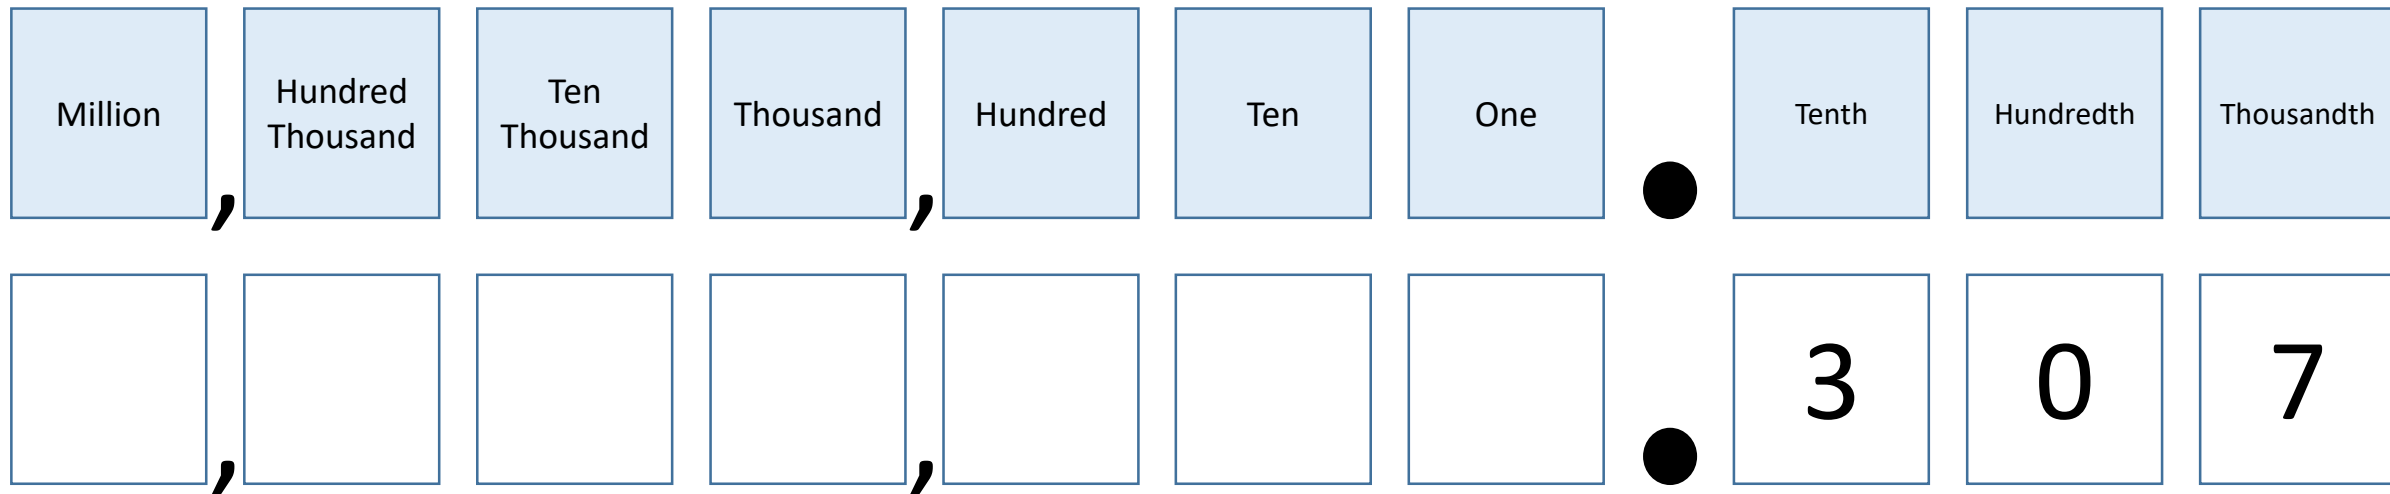 Million , Hundred Thousand Ten Thousand Thousand , Hundred Ten One . Tenth Hundredth Thousandth
, , . 3 0 7